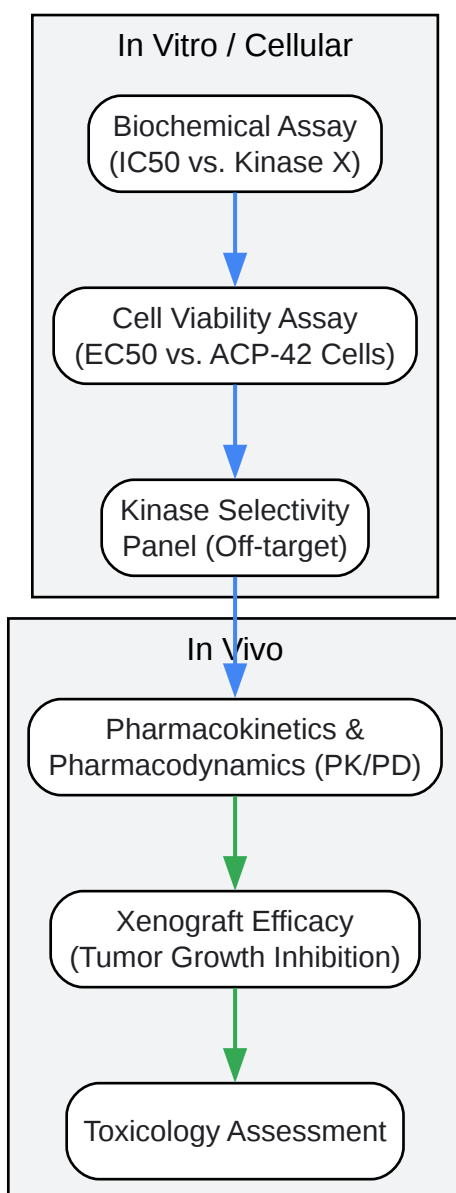 In Vitro / Cellular
Biochemical Assay
(IC50 vs. Kinase X)
Cell Viability Assay
(EC50 vs. ACP-42 Cells)
Kinase Selectivity
Panel (Off-target)
In Vivo
Pharmacokinetics &
Pharmacodynamics (PK/PD)
Xenograft Efficacy
(Tumor Growth Inhibition)
Toxicology Assessment